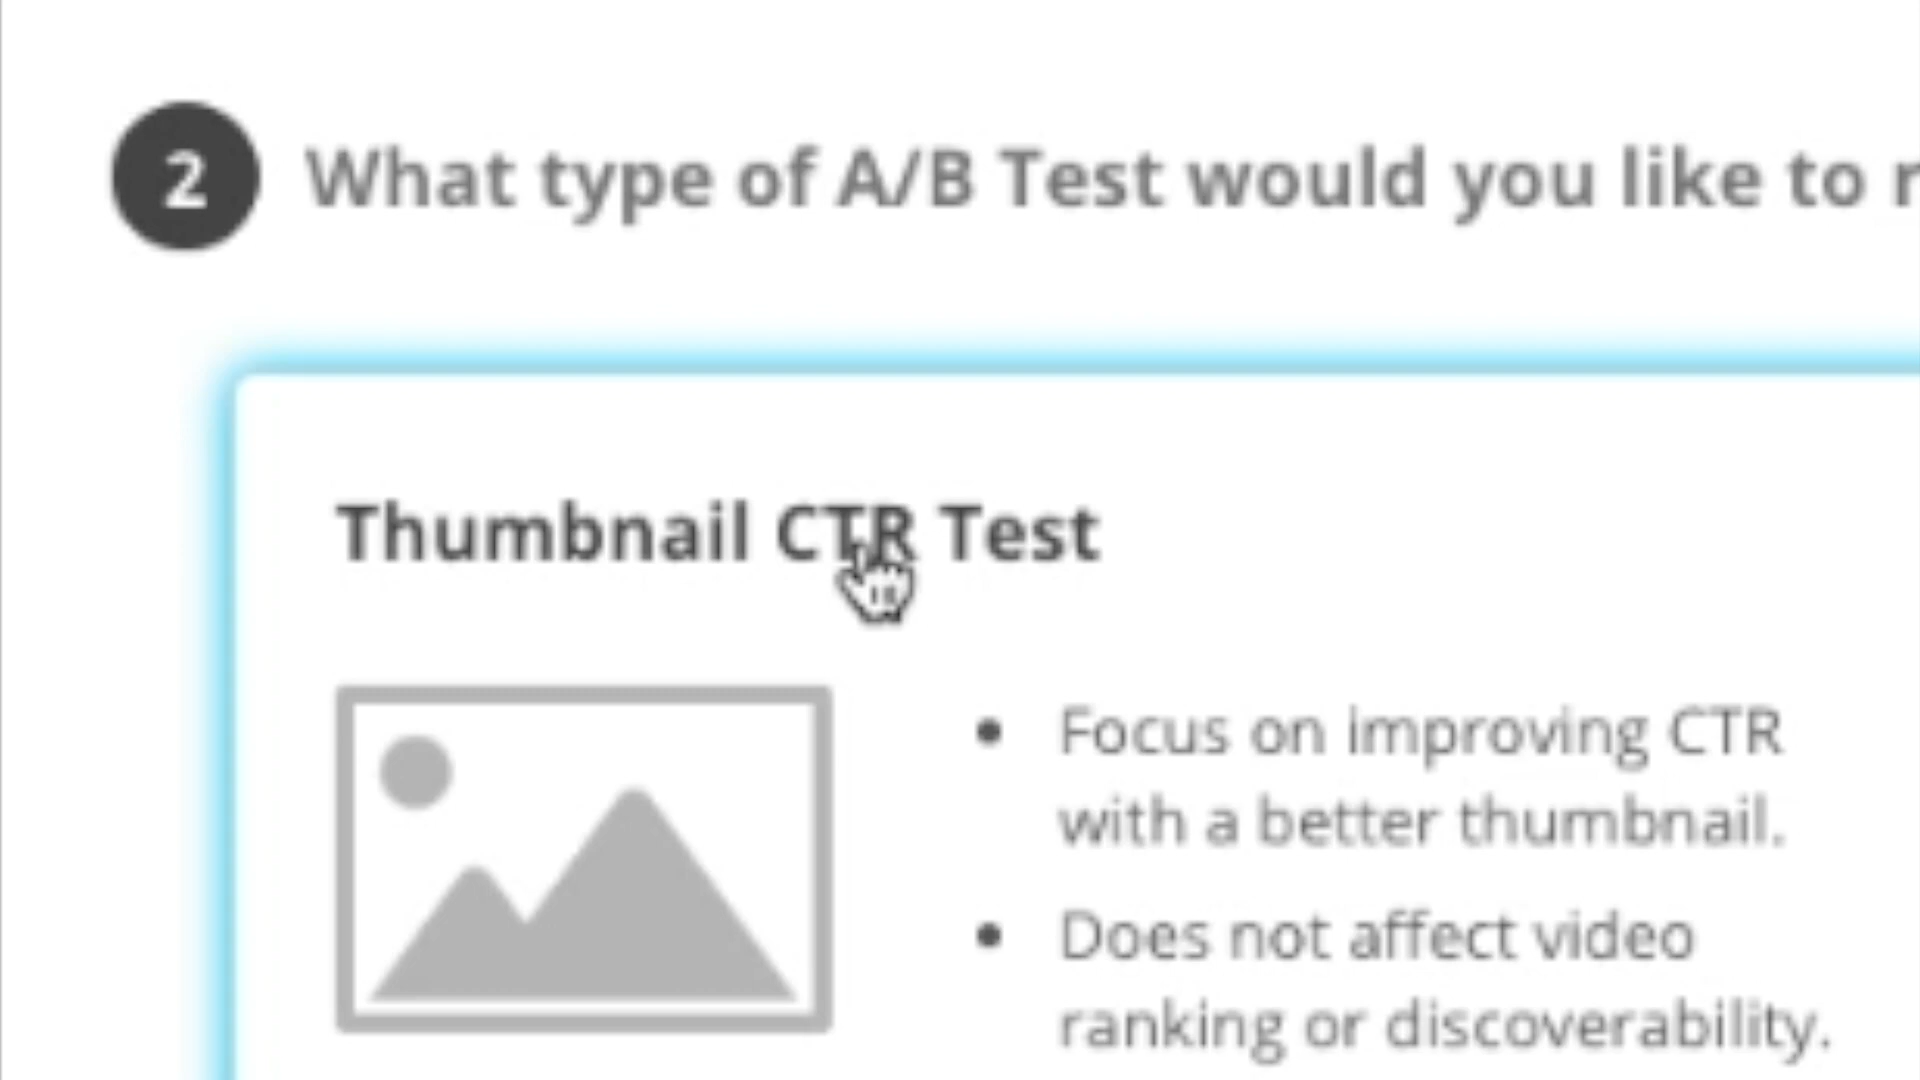 2 What type of A/B Test would you like to
Thumbnail CTR Test
• Focus on improving CTR
with a better thumbnail.
• Does not affect video
ranking or discoverability.